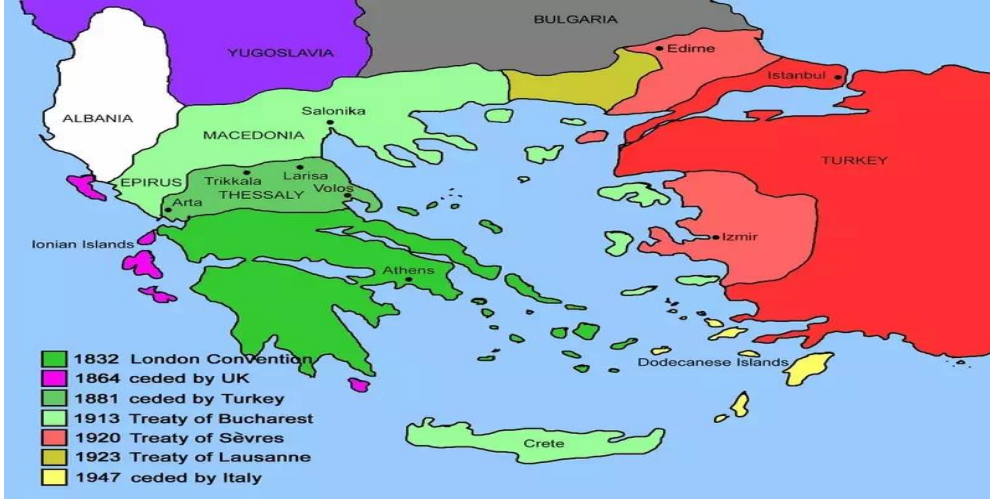 BULGARIA
YUGOSLAVIA
Edirne
Istanbul
ALBANIA
Salonika
MACEDONIA
TURKEY
EPIRUS
Trikkala
Larisa
Volos
THESSALY
Arta
Ionian Islands
Izmir
Athens
Dodecanese Islands
Crete
1832 London Convention
1864 ceded by UK
1881 ceded by Turkey
1913 Treaty of Bucharest
1920 Treaty of Sèvres
1923 Treaty of Lausanne
1947 ceded by Italy